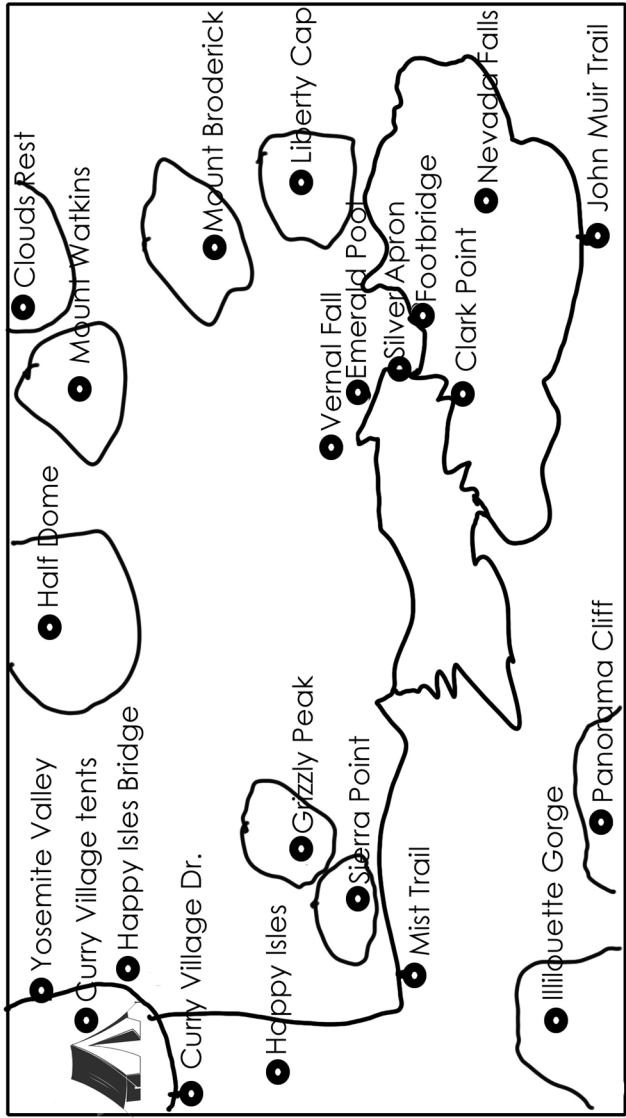 Yosemite Valley
Curry Village tents
Happy Isles Bridge
Curry Village Dr.
Happy Isles
Half Dome
Clouds Rest
Mount Watkins
Mount Broderick
Liberty Cap
Grizzly Peak
Sierra Point
Mist Trail
Vernal Fall
Emerald Pool
Silver Apron
Footbridge
Clark Point
Nevada Falls
John Muir Trail
Illilouette Gorge
Panorama Cliff